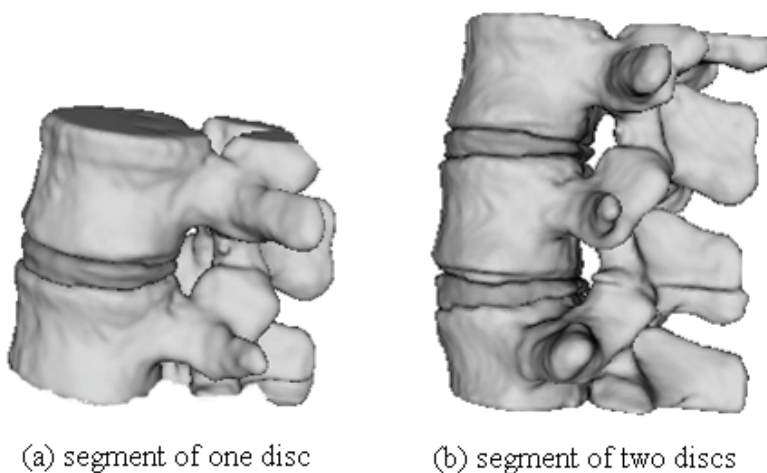 (a) segment of one disc
(b) segment of two discs